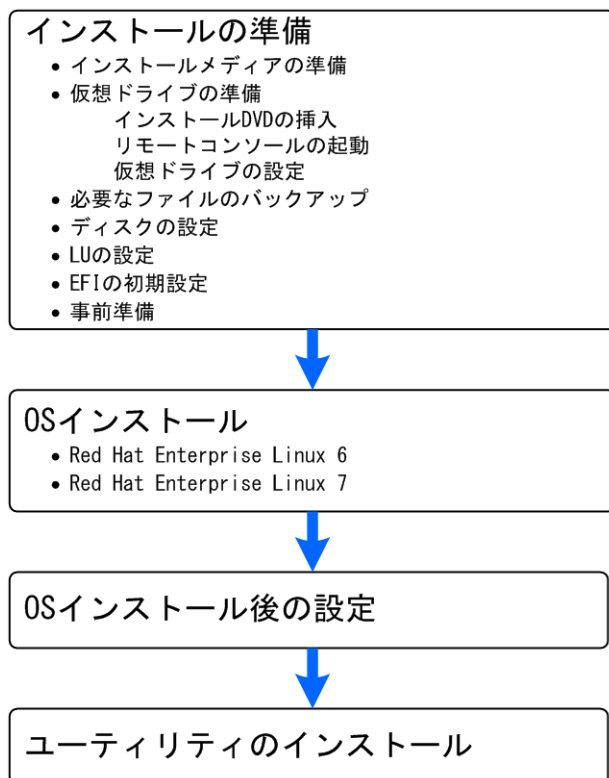 インストールの準備
• インストールメディアの準備
• 仮想ドライブの準備
インストールDVDの挿入
リモートコンソールの起動
仮想ドライブの設定
• 必要なファイルのバックアップ
• ディスクの設定
• LUの設定
• EFIの初期設定
• 事前準備
OSインストール
• Red Hat Enterprise Linux 6
• Red Hat Enterprise Linux 7
OSインストール後の設定
ユーティリティのインストール